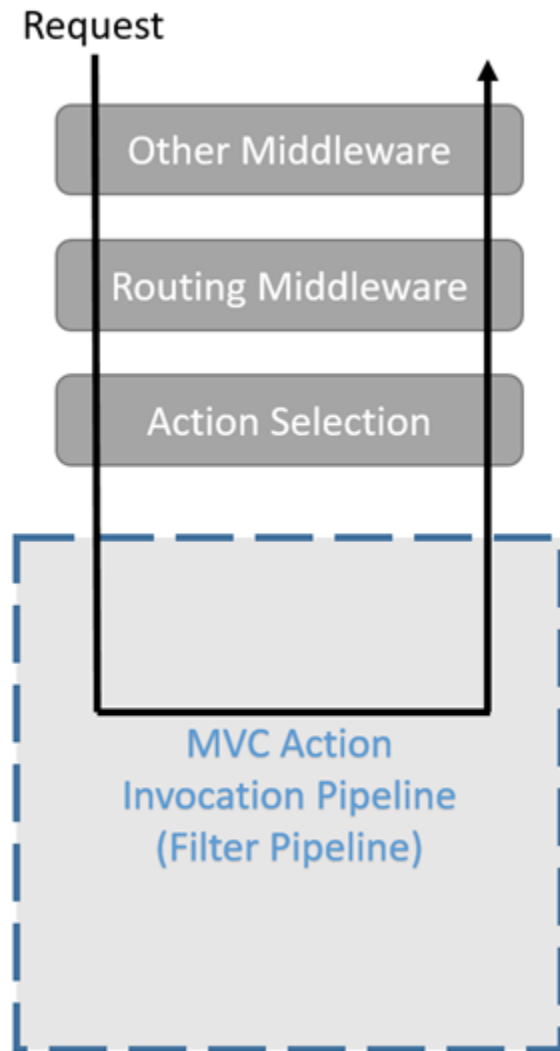 Request
Other Middleware
Routing Middleware
Action Selection
MVC Action
Invocation Pipeline
(Filter Pipeline)